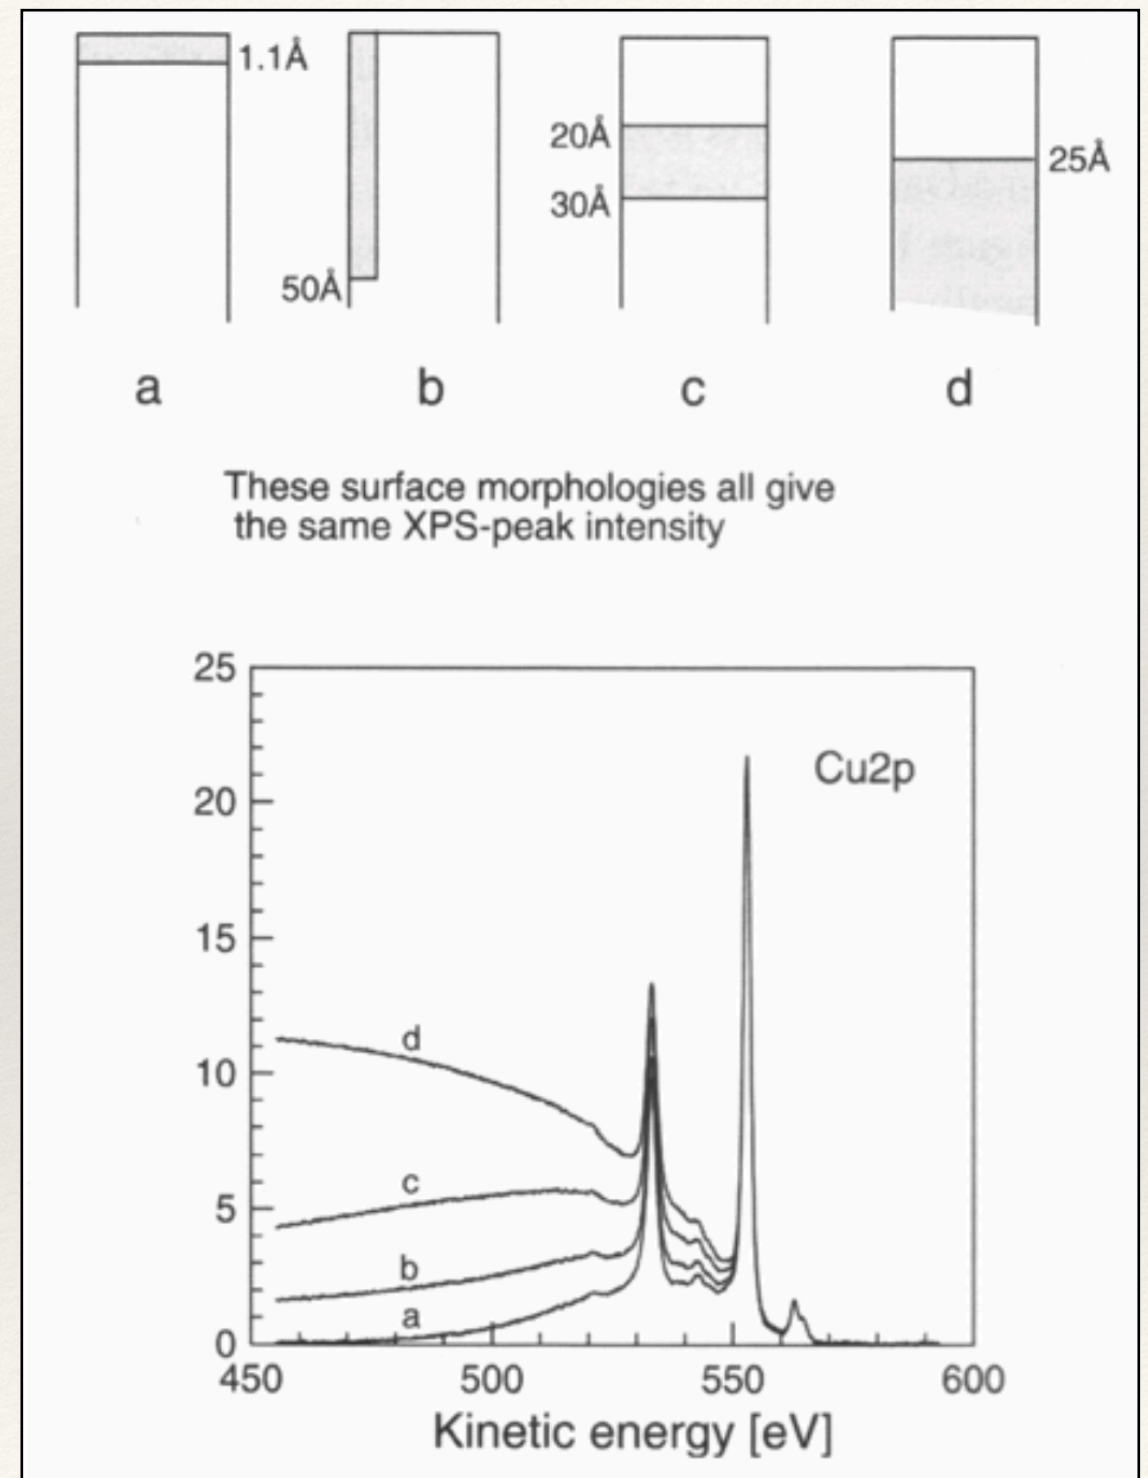 1.1Å
50Å
20Å
30Å
25Å
a b c d
These surface morphologies all give
the same XPS-peak intensity
25
20
15
10
5
0
Cu2p
d
c
b
a
450 500 550 600
Kinetic energy [eV]